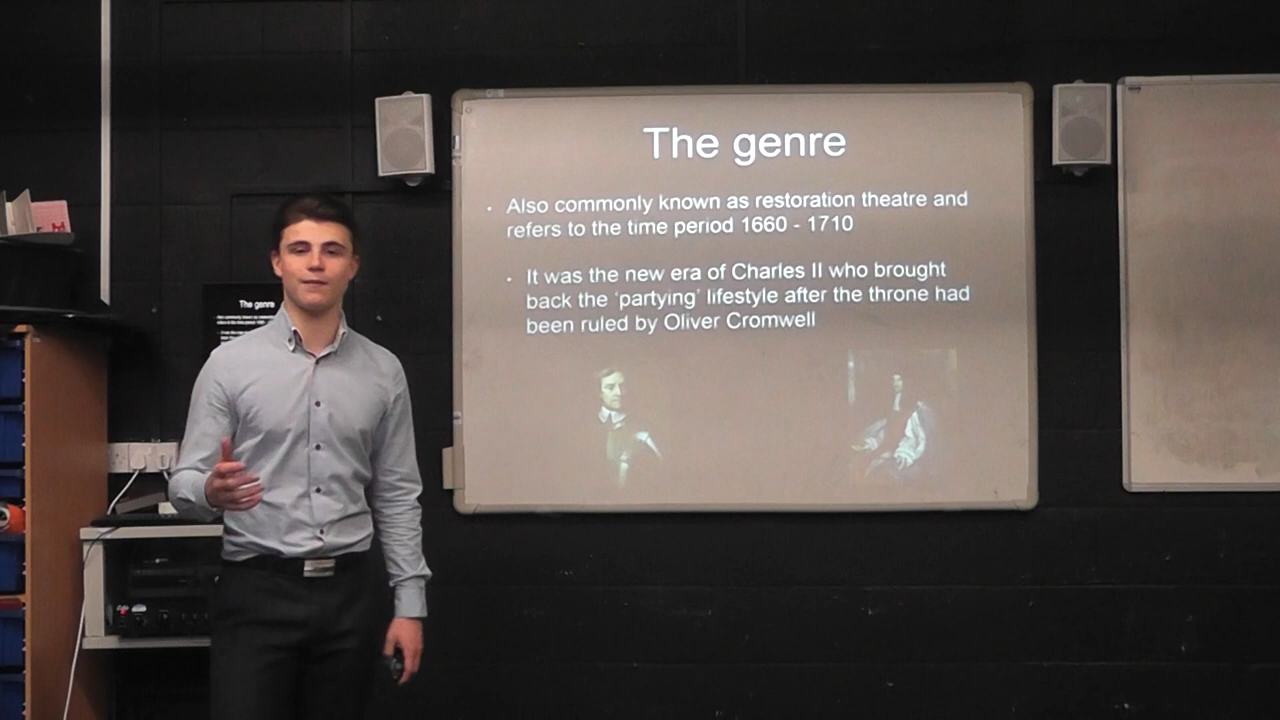 The genre
Also commonly known as restoration theatre and
refers to the time period 1660 - 1710
It was the new era of Charles II who brought
back the 'partying' lifestyle after the throne had
been ruled by Oliver Cromwell
The genre